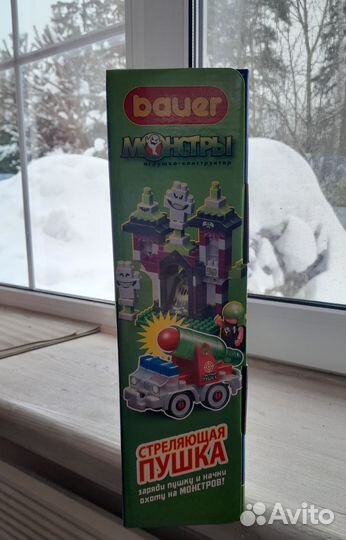 bauer
МОНСТРЫ
игрушка-конструктор
СТРЕЛЯЮЩАЯ
ПУШКА
заряди пушку и начни
охоту на МОНСТРОВ!
Avito